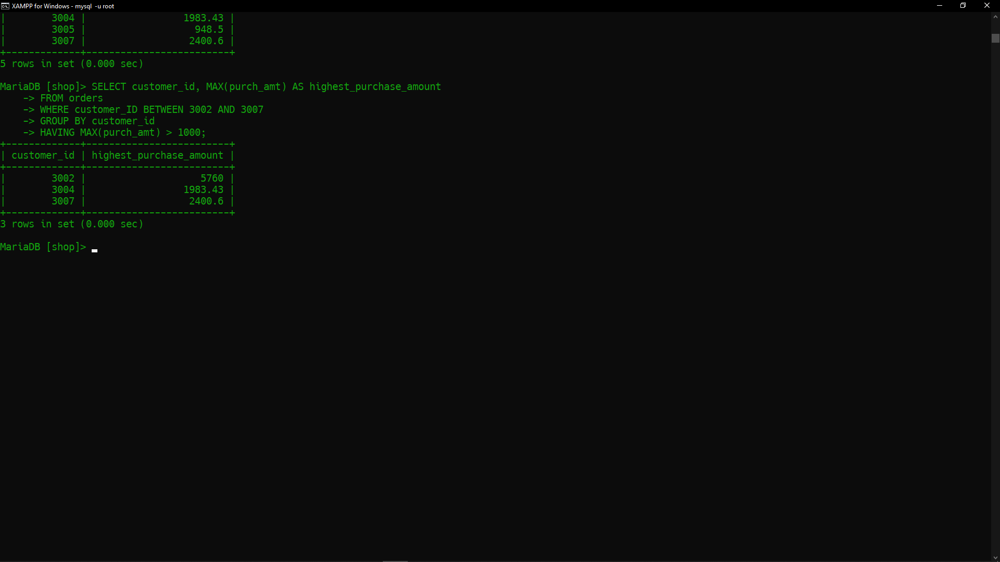 XAMPP for Windows - mysql  -u root
|        3004 |                 1983.43 |
|        3005 |                   948.5 |
|        3007 |                  2400.6 |
+-------------+-------------------------+
5 rows in set (0.000 sec)
MariaDB [shop]> SELECT customer_id, MAX(purch_amt) AS highest_purchase_amount
    -> FROM orders
    -> WHERE customer_ID BETWEEN 3002 AND 3007
    -> GROUP BY customer_id
    -> HAVING MAX(purch_amt) > 1000;
+-------------+-------------------------+
| customer_id | highest_purchase_amount |
+-------------+-------------------------+
|        3002 |                    5760 |
|        3004 |                 1983.43 |
|        3007 |                  2400.6 |
+-------------+-------------------------+
3 rows in set (0.000 sec)
MariaDB [shop]>